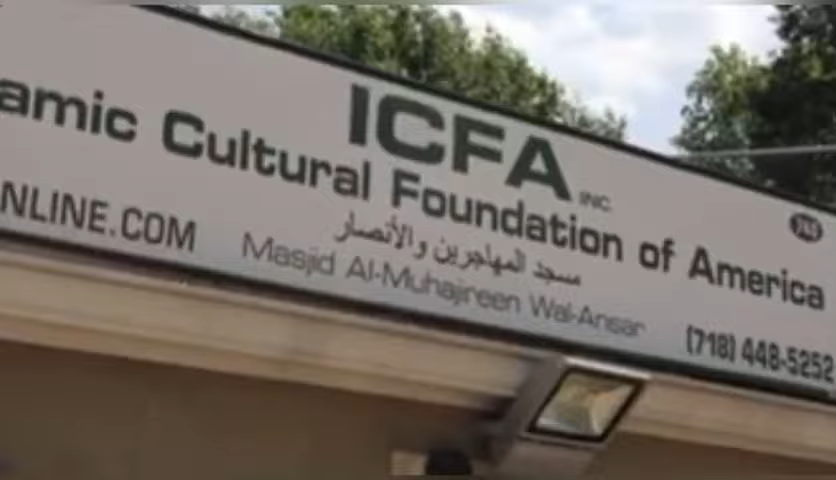 ICFA INC
amic Cultural Foundation of America
مسجد المهاجرين والأنصار
NLINE.COM
Masjid Al-Muhajireen Wal-Ansar
(718) 448-5252